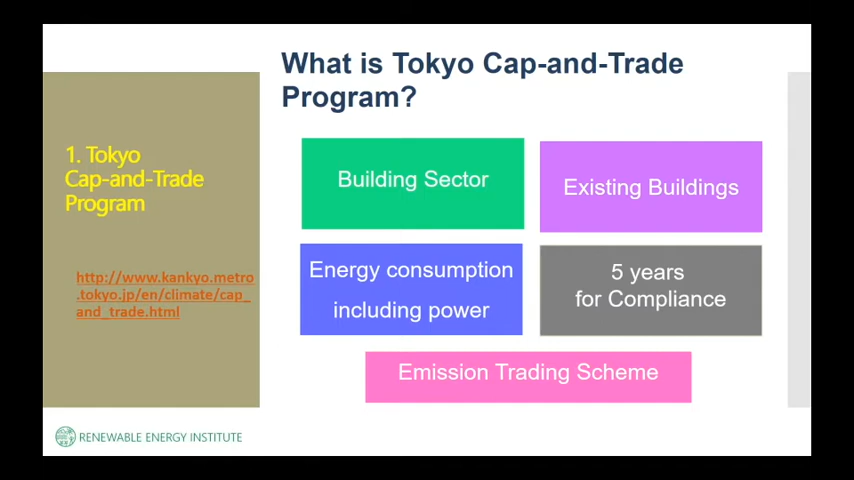 What is Tokyo Cap-and-Trade
Program?
1. Tokyo
Cap-and-Trade
Program
http://www.kankyo.metro
.tokyo.jp/en/climate/cap_
and_trade.html
Building Sector
Existing Buildings
Energy consumption
including power
5 years
for Compliance
Emission Trading Scheme
RENEWABLE ENERGY INSTITUTE